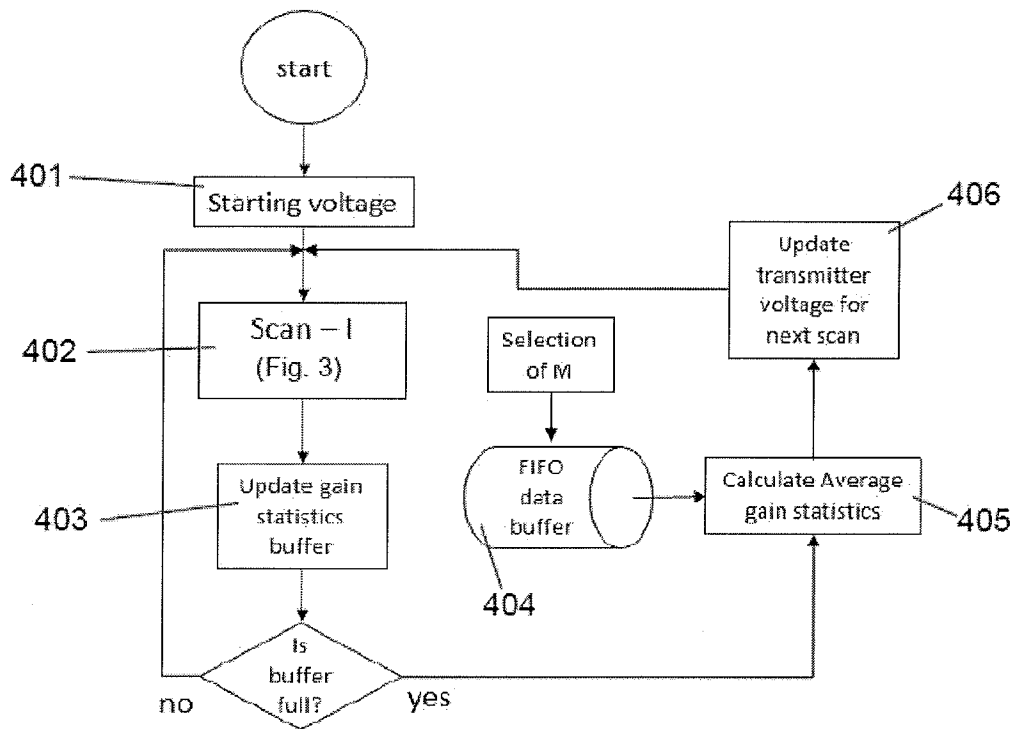 start
401
Starting voltage
402
Scan – I
(Fig. 3)
403
Update gain
statistics
buffer
Is
buffer
full?
no
yes
Selection
of M
FIFO
data
buffer
404
Calculate Average
gain statistics
405
406
Update
transmitter
voltage for
next scan